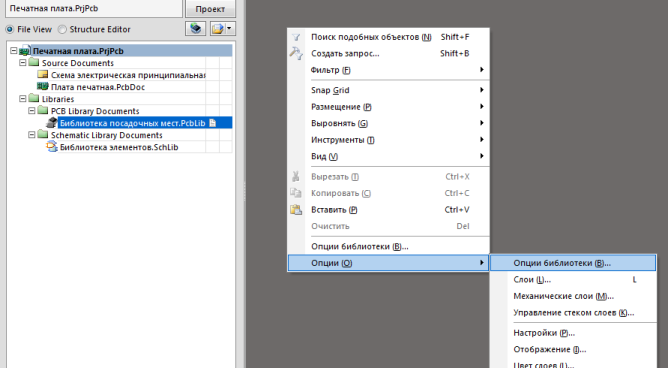 Печатная плата.PrjPcb
Проект
File View
Structure Editor
Печатная плата.PrjPcb
Source Documents
Схема электрическая принципиальна
Плата печатная.PcbDoc
Libraries
PCB Library Documents
Библиотека посадочных мест.PcbLib
Schematic Library Documents
Библиотека элементов.SchLib
Поиск подобных объектов (N) Shift+F
Создать запрос... Shift+B
Фильтр (F)
Snap Grid
Размещение (P)
Выровнять (G)
Инструменты (I)
Вид (V)
Вырезать (T) Ctrl+X
Копировать (C) Ctrl+C
Вставить (P) Ctrl+V
Очистить Del
Опции библиотеки (B)...
Опции (O)
Опции библиотеки (B)...
Слои (L)... L
Механические слои (M)...
Управление стеком слоев (K)...
Настройки (P)...
Отображение (I)...
Цвет слоев (L)...